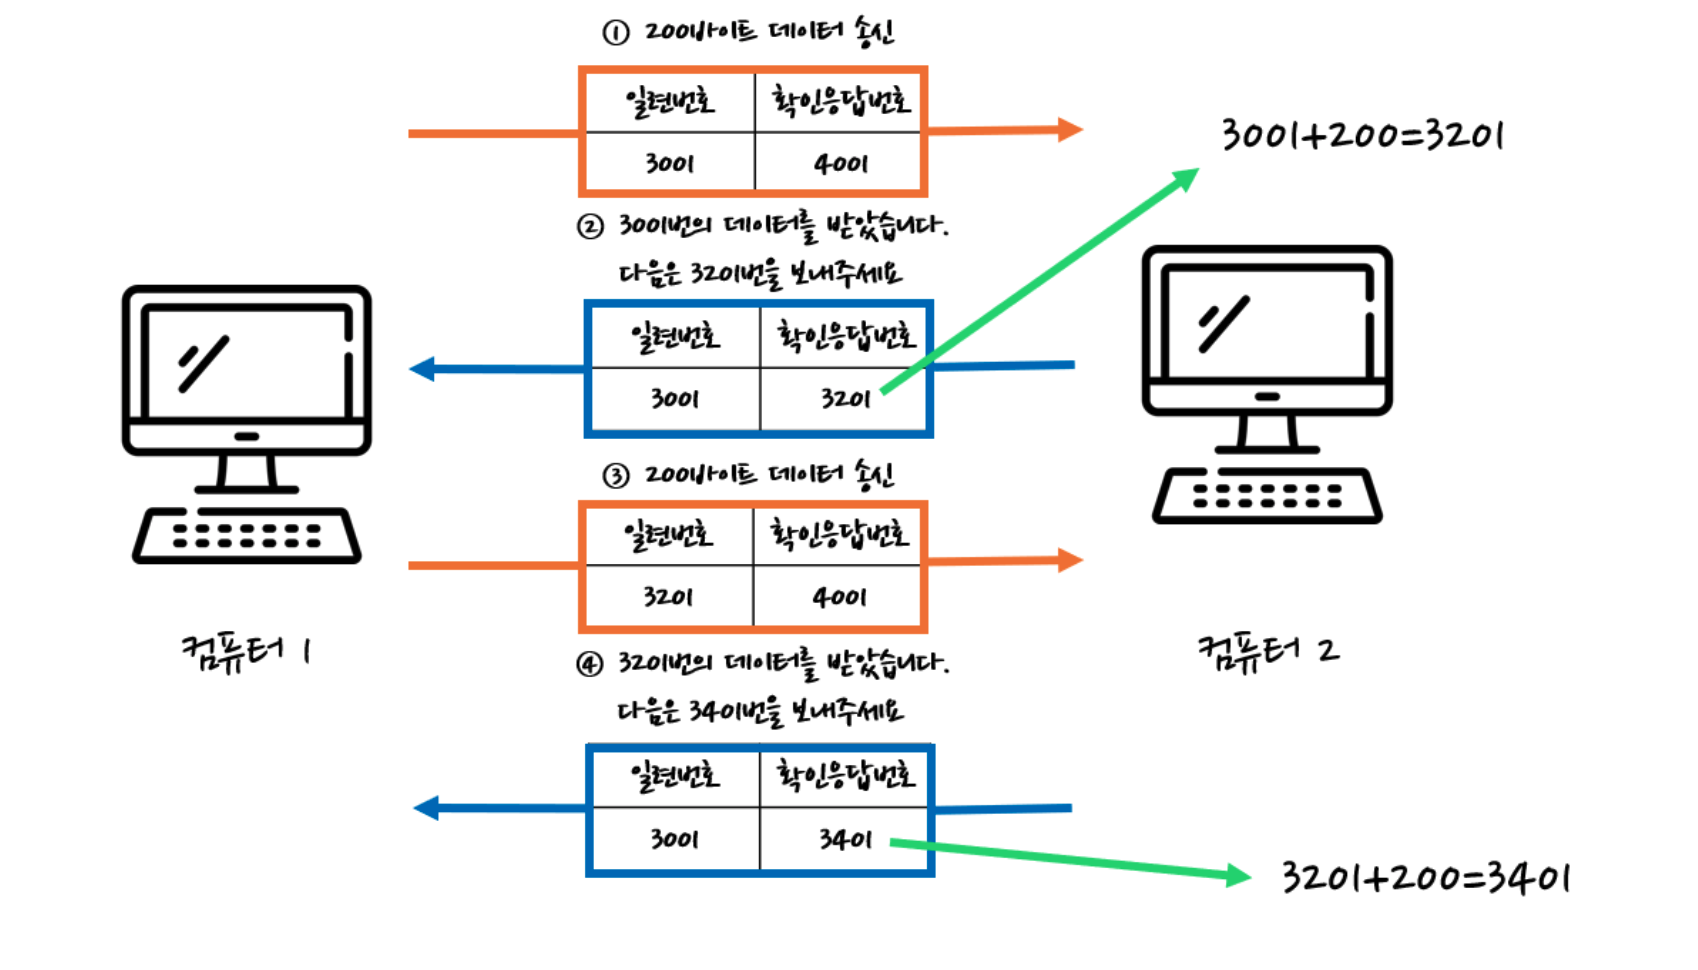 ① 200바이트 데이터 송신
일련번호 확인응답번호
3001 4001
3001+200=3201
② 3001번의 데이터를 받았습니다.
다음은 3201번을 보내주세요
일련번호 확인응답번호
3001 3201
③ 200바이트 데이터 송신
일련번호 확인응답번호
3201 4001
컴퓨터 1
컴퓨터 2
④ 3201번의 데이터를 받았습니다.
다음은 3401번을 보내주세요
일련번호 확인응답번호
3001 3401
3201+200=3401